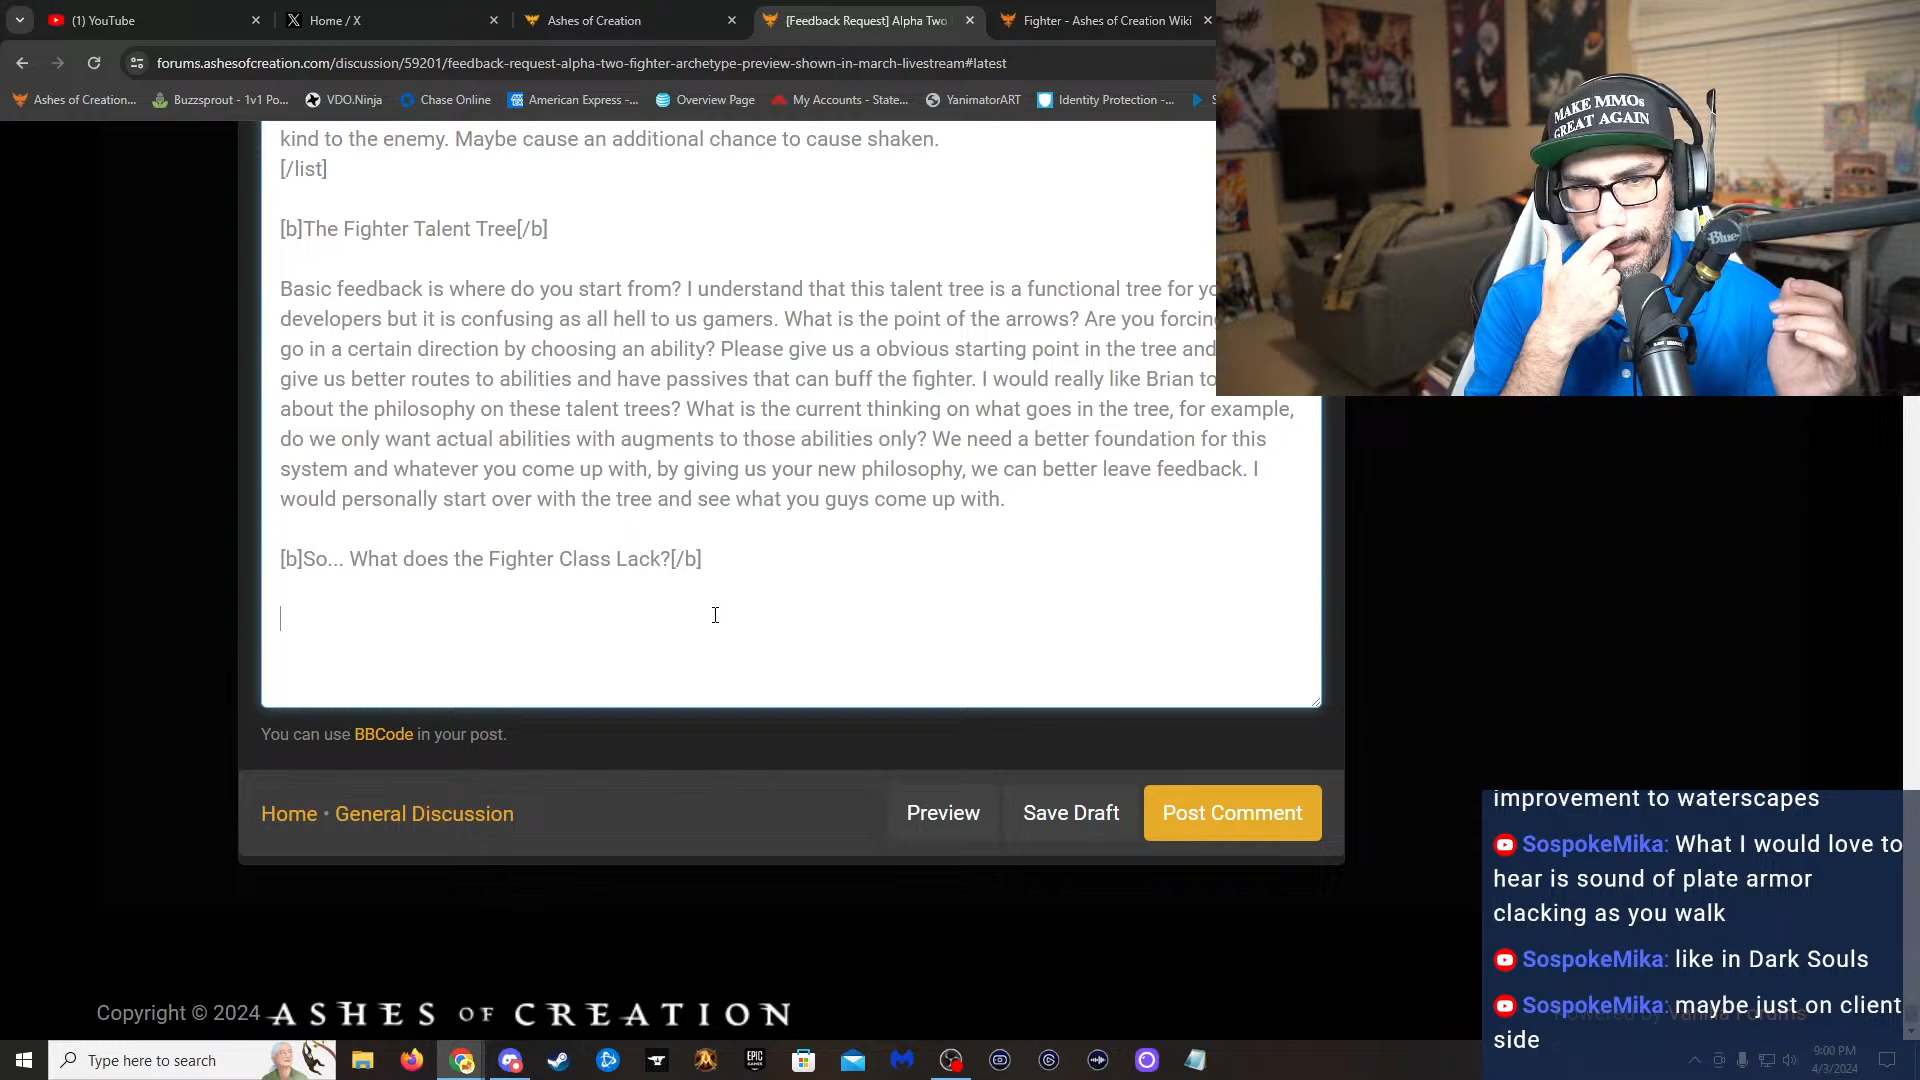 (1) YouTube
Home / X
Ashes of Creation
[Feedback Request] Alpha Two
Fighter - Ashes of Creation Wiki
forums.ashesofcreation.com/discussion/59201/feedback-request-alpha-two-fighter-archetype-preview-shown-in-march-livestream#latest
Ashes of Creation...
Buzzsprout - 1v1 Po...
VDO.Ninja
Chase Online
American Express -...
Overview Page
My Accounts - State...
YanimatorART
Identity Protection -...
MAKE MMOs
GREAT AGAIN
Blue
kind to the enemy. Maybe cause an additional chance to cause shaken.
[/list]
[b]The Fighter Talent Tree[/b]
Basic feedback is where do you start from? I understand that this talent tree is a functional tree for
developers but it is confusing as all hell to us gamers. What is the point of the arrows? Are you
go in a certain direction by choosing an ability? Please give us a obvious starting point in the tree and
give us better routes to abilities and have passives that can buff the fighter. I would really like Brian to
about the philosophy on these talent trees? What is the current thinking on what goes in the tree, for example,
do we only want actual abilities with augments to those abilities only? We need a better foundation for this
system and whatever you come up with, by giving us your new philosophy, we can better leave feedback. I
would personally start over with the tree and see what you guys come up with.
[b]So... What does the Fighter Class Lack?[/b]
You can use BBCode in your post.
Home • General Discussion
Preview
Save Draft
Post Comment
improvement to waterscapes
SospokeMika: What I would love to
hear is sound of plate armor
clacking as you walk
SospokeMika: like in Dark Souls
SospokeMika: maybe just on client
side
Copyright © 2024
ASHES OF CREATION
Type here to search
EPIC
GAMES
9:00 PM
4/3/2024